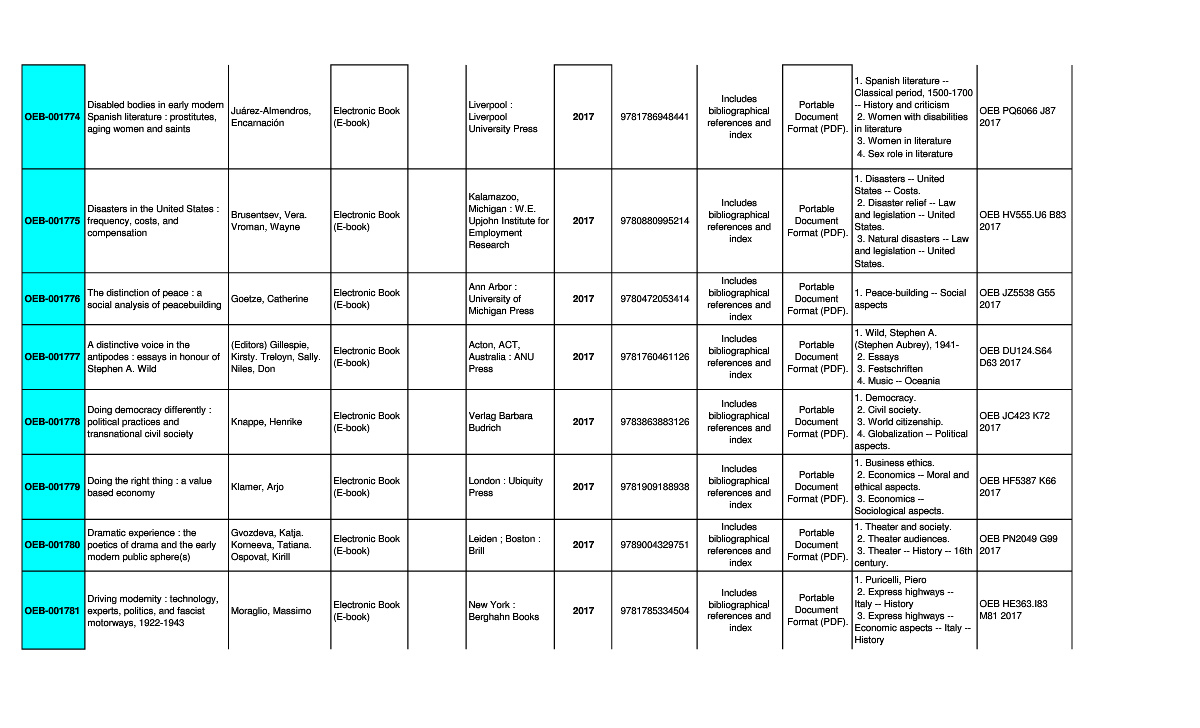 OEB-001774
Disabled bodies in early modern
Spanish literature : prostitutes,
aging women and saints
Juárez-Almendros,
Encarnación
Electronic Book
(E-book)
Liverpool :
Liverpool
University Press
2017
9781786948441
Includes
bibliographical
references and
index
Portable
Document
Format (PDF).
1. Spanish literature --
Classical period, 1500-1700
-- History and criticism
2. Women with disabilities
in literature
3. Women in literature
4. Sex role in literature
OEB PQ6066 J87
2017
OEB-001775
Disasters in the United States :
frequency, costs, and
compensation
Brusentsev, Vera.
Vroman, Wayne
Electronic Book
(E-book)
Kalamazoo,
Michigan : W.E.
Upjohn Institute for
Employment
Research
2017
9780880995214
Includes
bibliographical
references and
index
Portable
Document
Format (PDF).
1. Disasters -- United
States -- Costs.
2. Disaster relief -- Law
and legislation -- United
States.
3. Natural disasters -- Law
and legislation -- United
States.
OEB HV555.U6 B83
2017
OEB-001776
The distinction of peace : a
social analysis of peacebuilding
Goetze, Catherine
Electronic Book
(E-book)
Ann Arbor :
University of
Michigan Press
2017
9780472053414
Includes
bibliographical
references and
index
Portable
Document
Format (PDF).
1. Peace-building -- Social
aspects
OEB JZ5538 G55
2017
OEB-001777
A distinctive voice in the
antipodes : essays in honour of
Stephen A. Wild
(Editors) Gillespie,
Kirsty. Treloyn, Sally.
Niles, Don
Electronic Book
(E-book)
Acton, ACT,
Australia : ANU
Press
2017
9781760461126
Includes
bibliographical
references and
index
Portable
Document
Format (PDF).
1. Wild, Stephen A.
(Stephen Aubrey), 1941-
2. Essays
3. Festschriften
4. Music -- Oceania
OEB DU124.S64
D63 2017
OEB-001778
Doing democracy differently :
political practices and
transnational civil society
Knappe, Henrike
Electronic Book
(E-book)
Verlag Barbara
Budrich
2017
9783863883126
Includes
bibliographical
references and
index
Portable
Document
Format (PDF).
1. Democracy.
2. Civil society.
3. World citizenship.
4. Globalization -- Political
aspects.
OEB JC423 K72
2017
OEB-001779
Doing the right thing : a value
based economy
Klamer, Arjo
Electronic Book
(E-book)
London : Ubiquity
Press
2017
9781909188938
Includes
bibliographical
references and
index
Portable
Document
Format (PDF).
1. Business ethics.
2. Economics -- Moral and
ethical aspects.
3. Economics --
Sociological aspects.
OEB HF5387 K66
2017
OEB-001780
Dramatic experience : the
poetics of drama and the early
modern public sphere(s)
Gvozdeva, Katja.
Korneeva, Tatiana.
Ospovat, Kirill
Electronic Book
(E-book)
Leiden ; Boston :
Brill
2017
9789004329751
Includes
bibliographical
references and
index
Portable
Document
Format (PDF).
1. Theater and society.
2. Theater audiences.
3. Theater -- History -- 16th
century.
OEB PN2049 G99
2017
OEB-001781
Driving modernity : technology,
experts, politics, and fascist
motorways, 1922-1943
Moraglio, Massimo
Electronic Book
(E-book)
New York :
Berghahn Books
2017
9781785334504
Includes
bibliographical
references and
index
Portable
Document
Format (PDF).
1. Puricelli, Piero
2. Express highways --
Italy -- History
3. Express highways --
Economic aspects -- Italy --
History
OEB HE363.I83
M81 2017